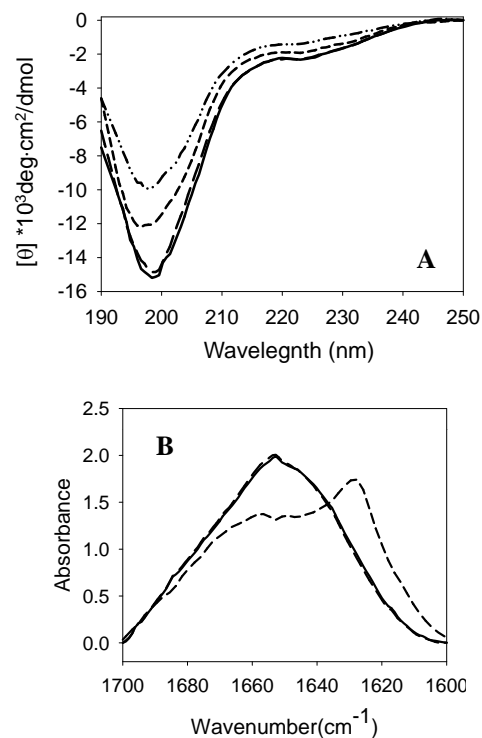 0
-2
-4
-6
-8
-10
-12
-14
-16
[θ] *10³deg·cm²/dmol
A
190 200 210 220 230 240 250
Wavelegnth (nm)
2.5
2.0
1.5
1.0
0.5
0.0
Absorbance
B
1700 1680 1660 1640 1620 1600
Wavenumber(cm⁻¹)